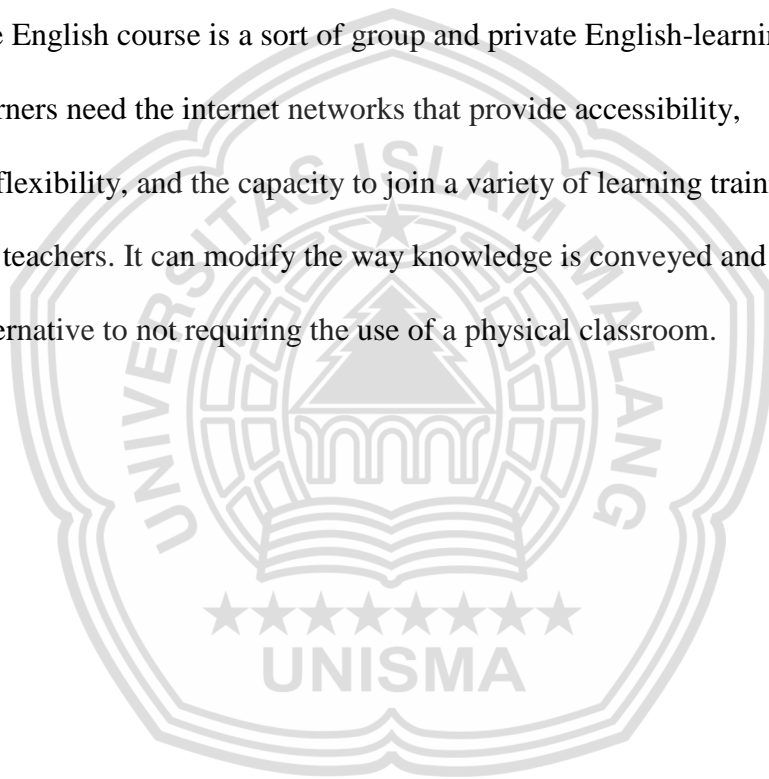 e English course is a sort of group and private English-learnin
rners need the internet networks that provide accessibility,
flexibility, and the capacity to join a variety of learning train
teachers. It can modify the way knowledge is conveyed and
ernative to not requiring the use of a physical classroom.
UNIVERSITAS ISLAM MALANG
UNISMA